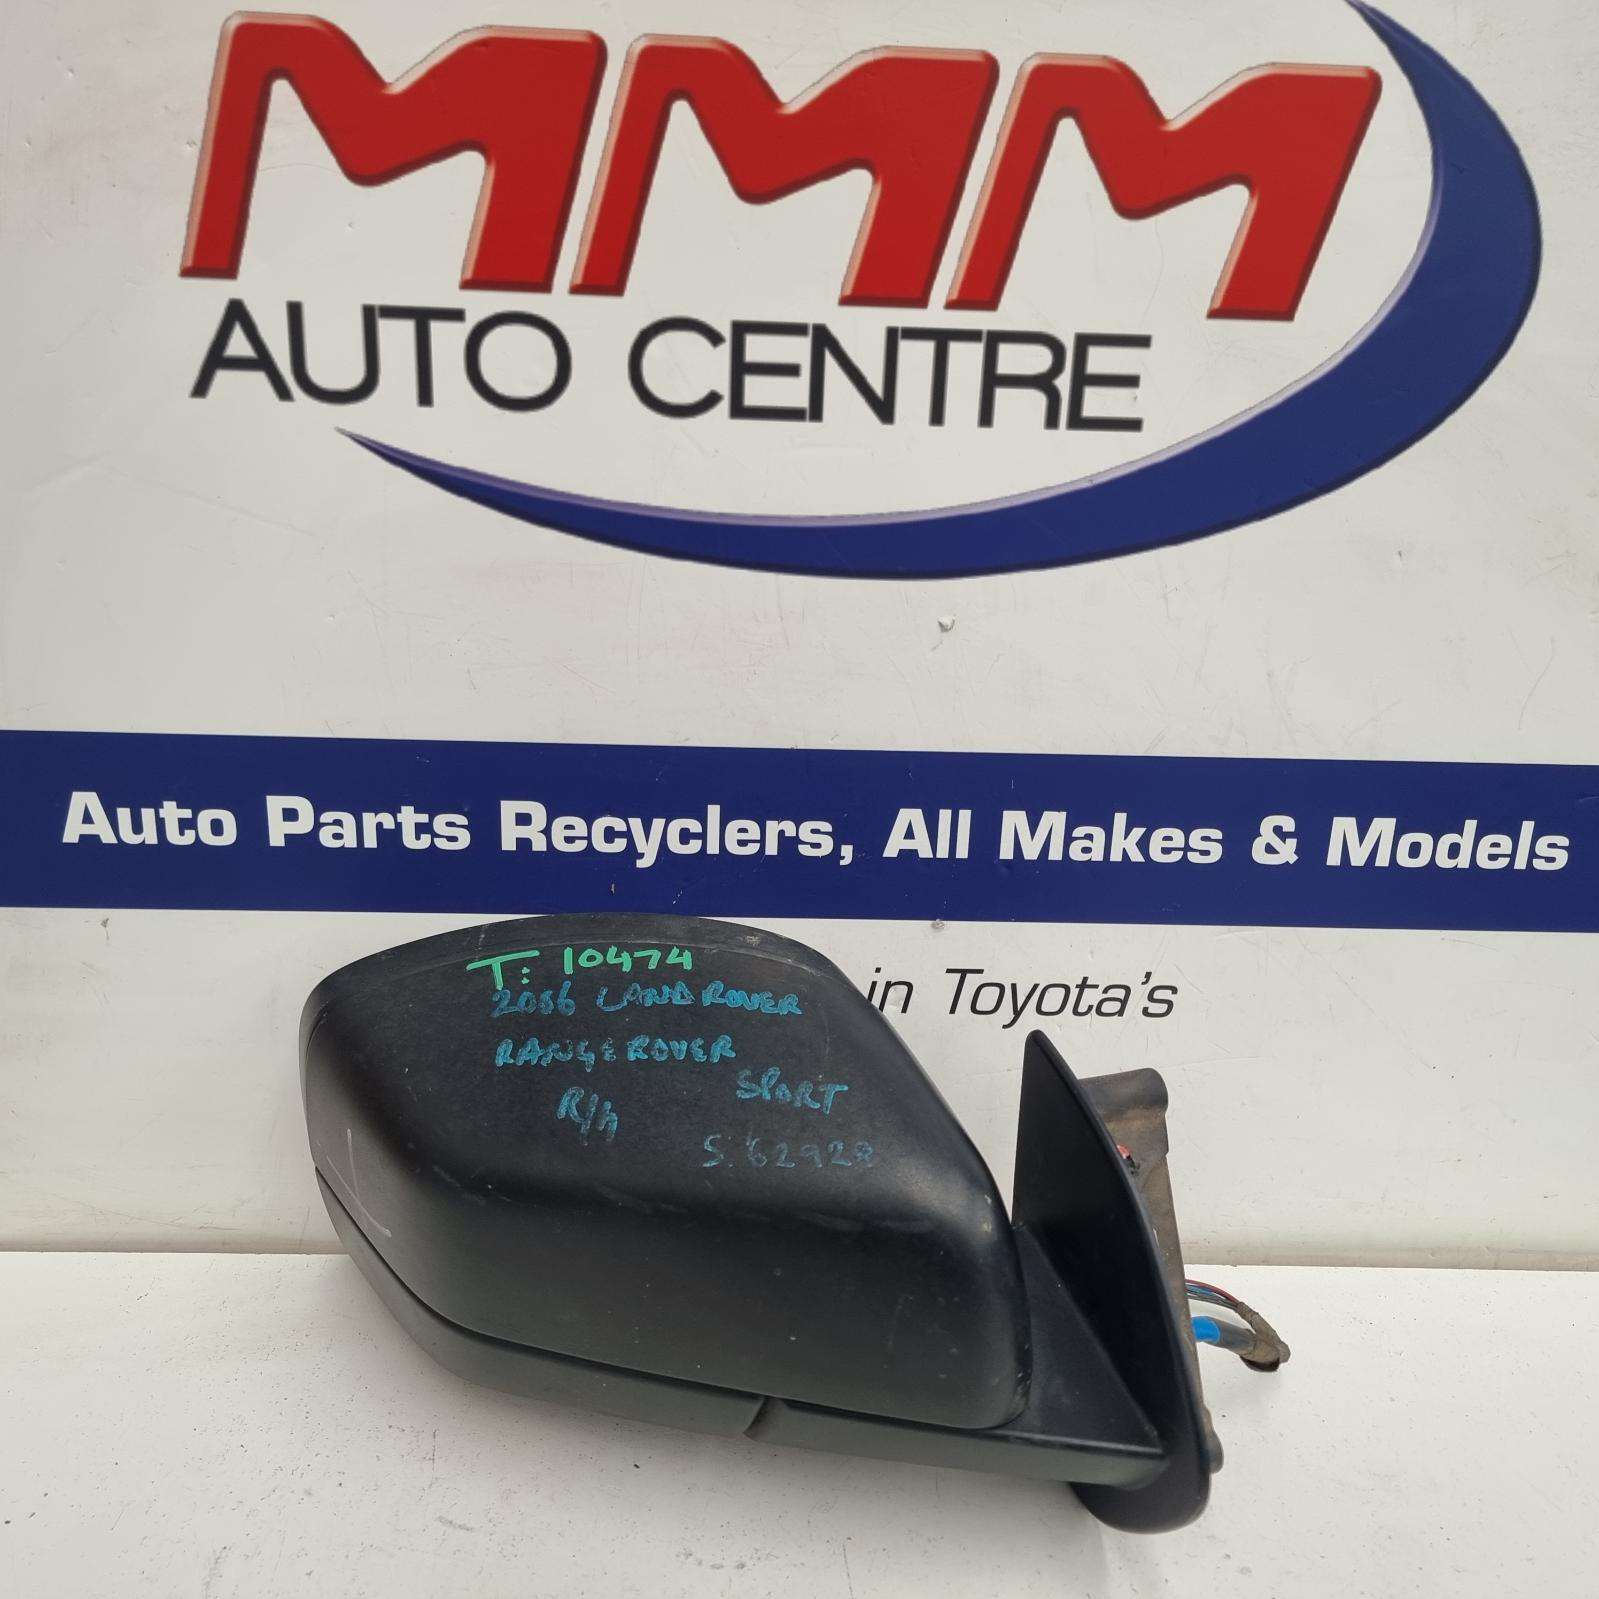 MMM
AUTO CENTRE
Auto Parts Recyclers, All Makes & Models
in Toyota's
T: 10474
2006 LAND ROVER
RANGE ROVER
SPORT
R/h
S. 62928